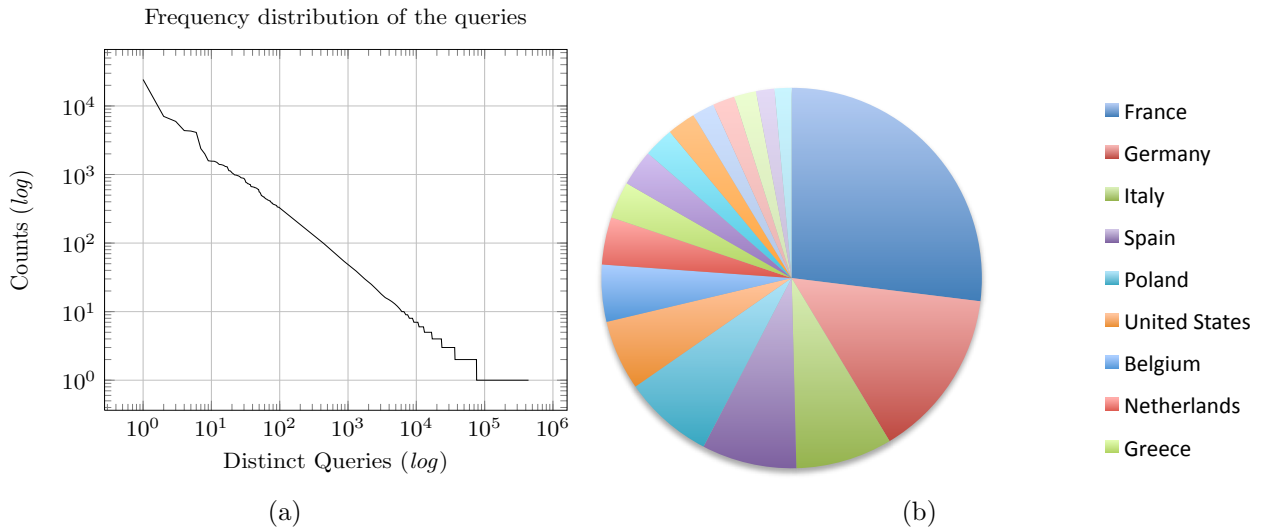 Frequency distribution of the queries
Counts (log)
10^4
10^3
10^2
10^1
10^0
10^0 10^1 10^2 10^3 10^4 10^5 10^6
Distinct Queries (log)
(a)
France
Germany
Italy
Spain
Poland
United States
Belgium
Netherlands
Greece
(b)